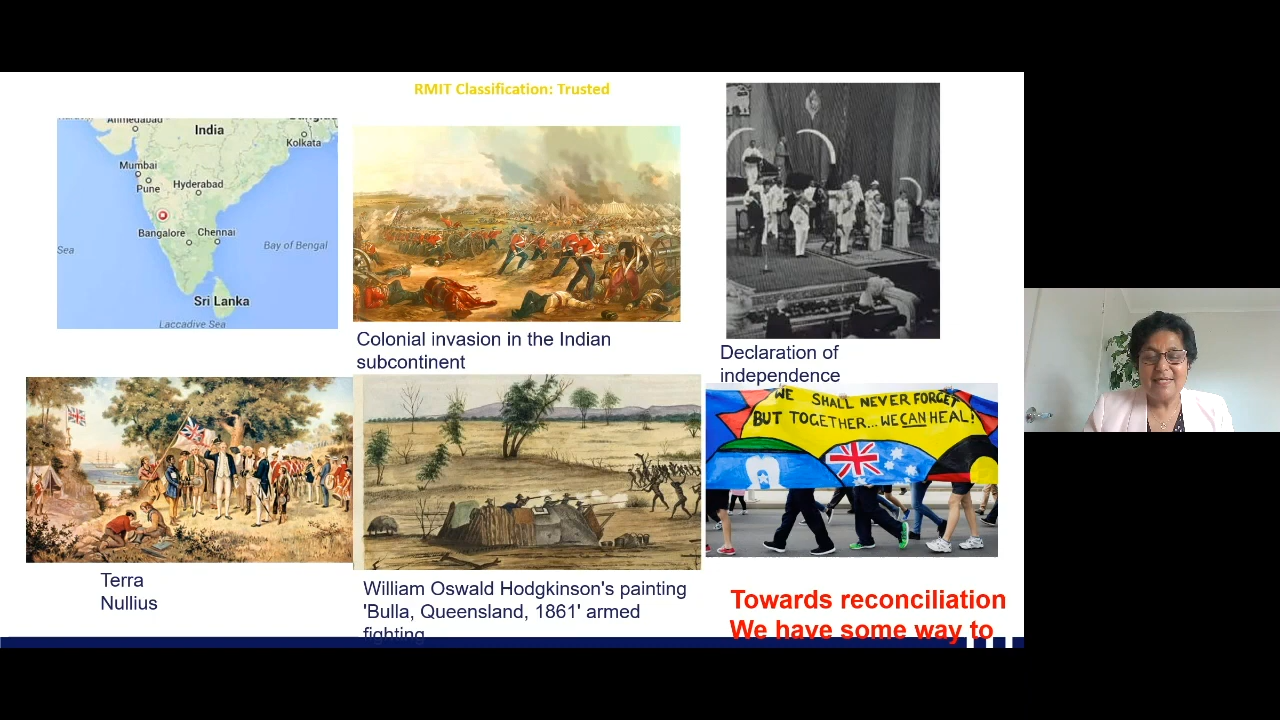 RMIT Classification: Trusted
Ahmedabad
India
Kolkata
Mumbai
Pune
Hyderabad
Bangalore
Chennai
Sea
Bay of Bengal
Sri Lanka
Laccadive Sea
Colonial invasion in the Indian
subcontinent
Declaration of
independence
WE SHALL NEVER FORGET
BUT TOGETHER... WE CAN HEAL!
Terra
Nullius
William Oswald Hodgkinson's painting
'Bulla, Queensland, 1861' armed
fighting
Towards reconciliation
We have some way to